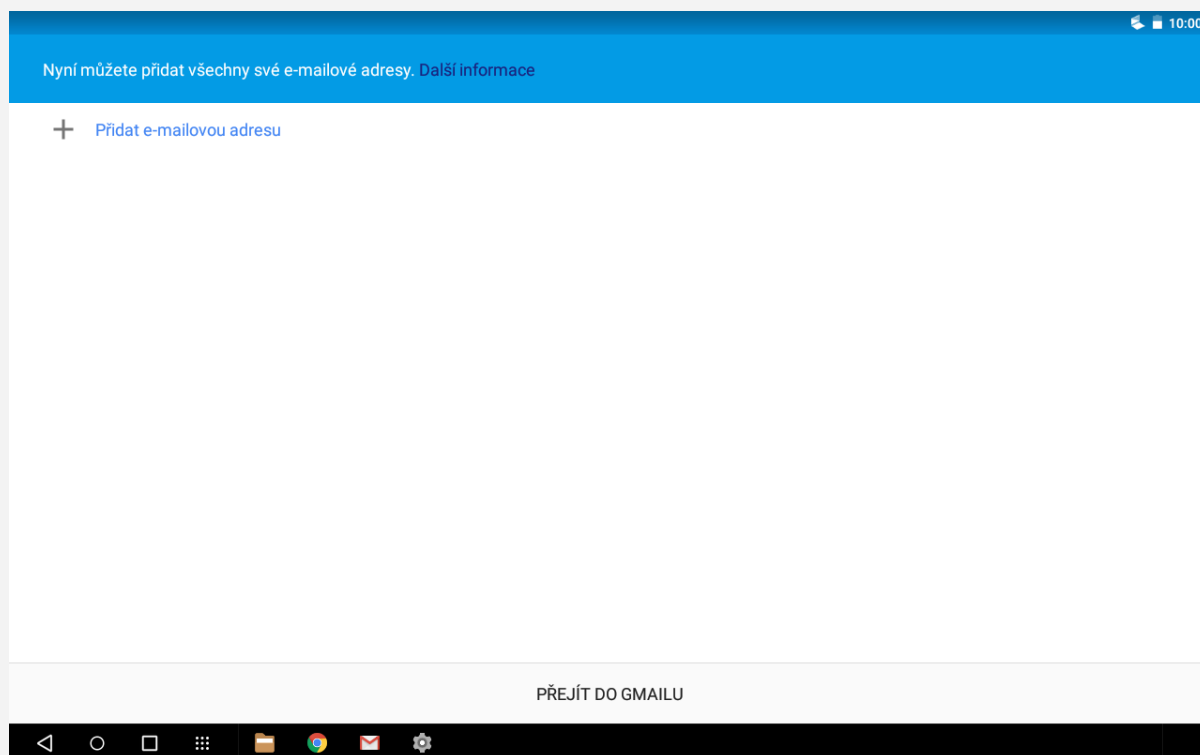 10:00
Nyní můžete přidat všechny své e-mailové adresy. Další informace
Přidat e-mailovou adresu
PŘEJÍT DO GMAILU